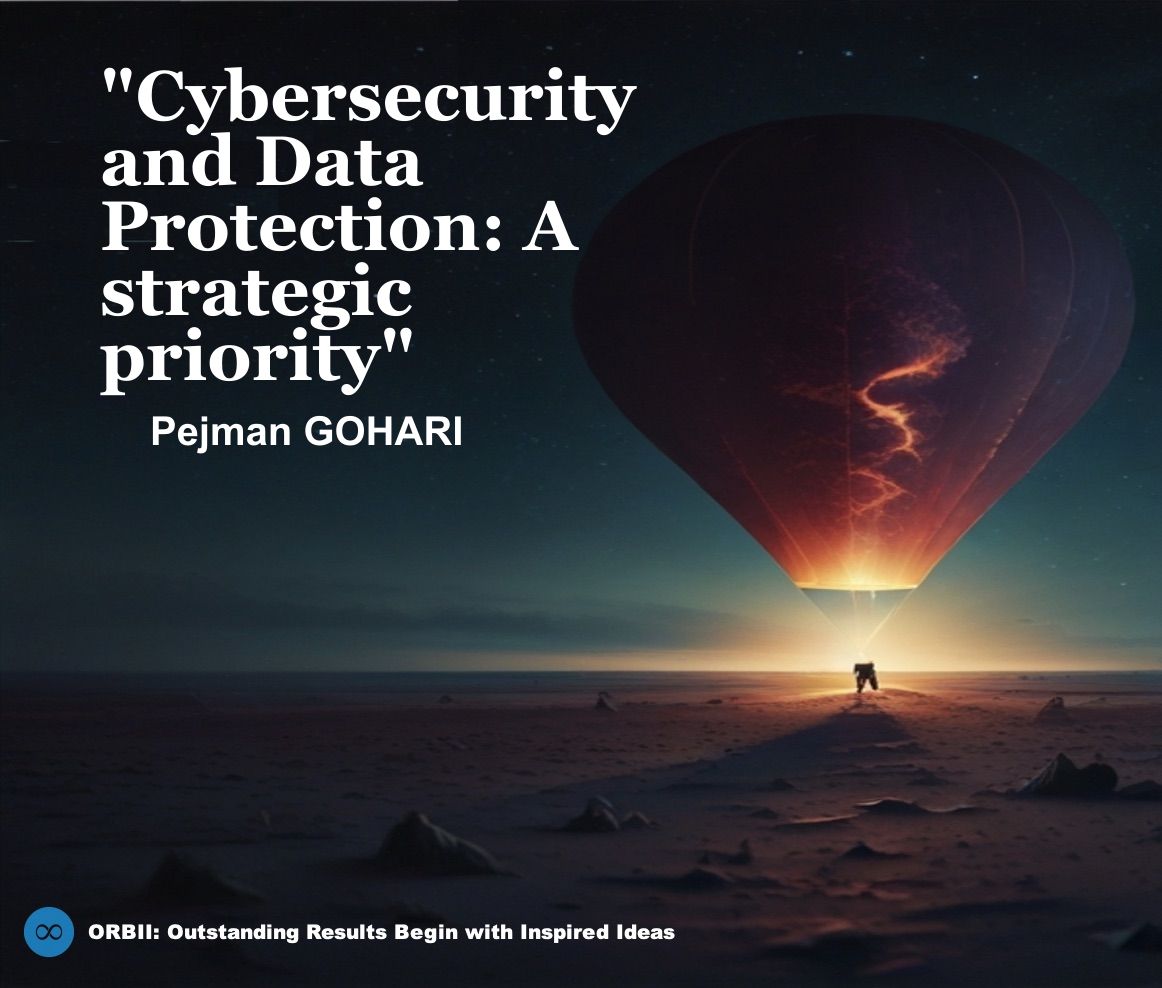 "Cybersecurity
and Data
Protection: A
strategic
priority"
Pejman GOHARI
ORBII: Outstanding Results Begin with Inspired Ideas